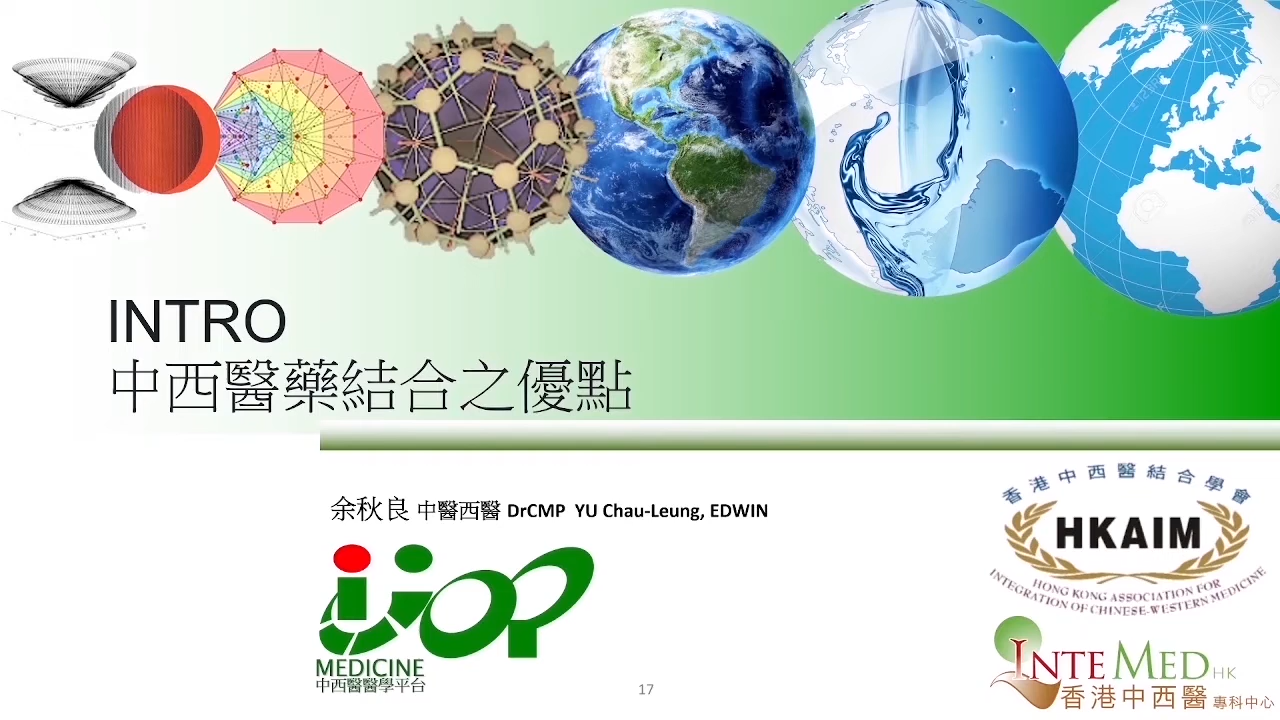 INTRO
中西醫藥結合之優點
余秋良 中醫西醫 DrCMP YU Chau-Leung, EDWIN
MEDICINE
中西醫醫學平台
17
香港中西醫結合學會
HKAIM
HONG KONG ASSOCIATION FOR
INTEGRATION OF CHINESE-WESTERN MEDICINE
INTEMED HK
香港中西醫 專科中心